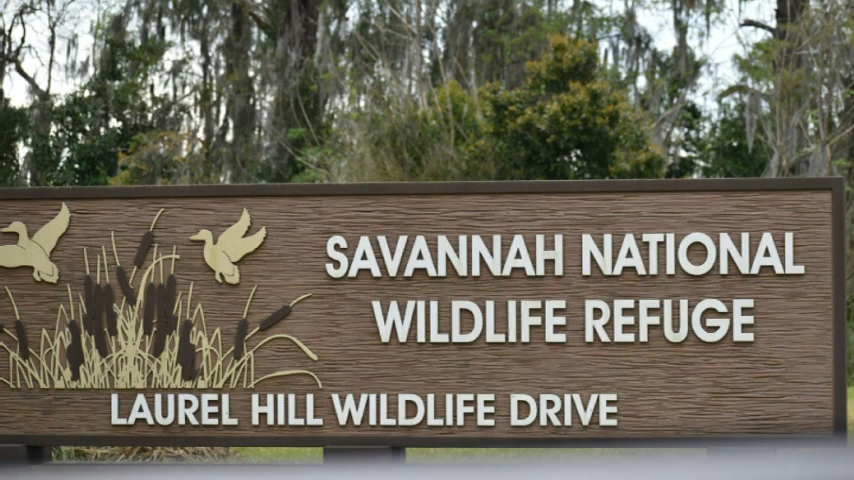 SAVANNAH NATIONAL
WILDLIFE REFUGE
LAUREL HILL WILDLIFE DRIVE